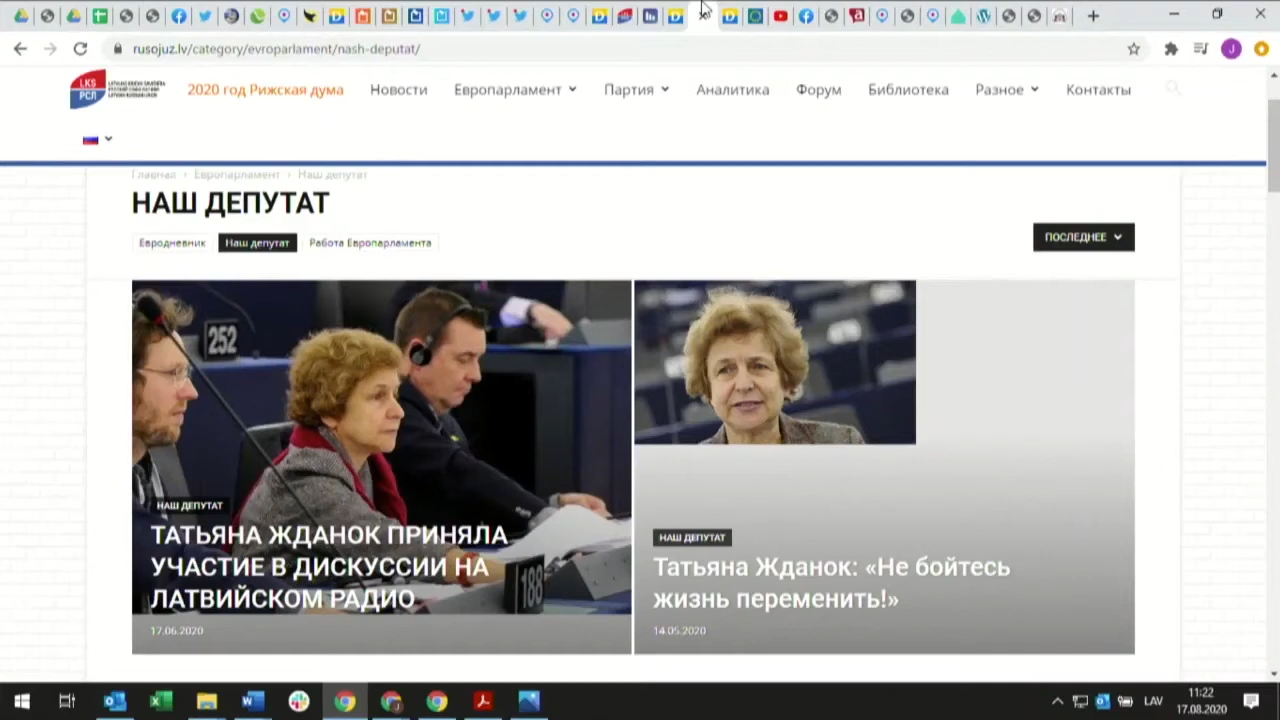 rusojuz.lv/category/evroparlament/nash-deputat/
LKS
РСЛ
2020 год Рижская дума
Новости
Европарламент
Партия
Аналитика
Форум
Библиотека
Разное
Контакты
Главная › Европарламент › Наш депутат
НАШ ДЕПУТАТ
Евродневник
Наш депутат
Работа Европарламента
ПОСЛЕДНЕЕ
252
188
НАШ ДЕПУТАТ
ТАТЬЯНА ЖДАНОК ПРИНЯЛА
УЧАСТИЕ В ДИСКУССИИ НА
ЛАТВИЙСКОМ РАДИО
17.06.2020
НАШ ДЕПУТАТ
Татьяна Жданок: «Не бойтесь
жизнь переменить!»
14.05.2020
LAV
11:22
17.08.2020